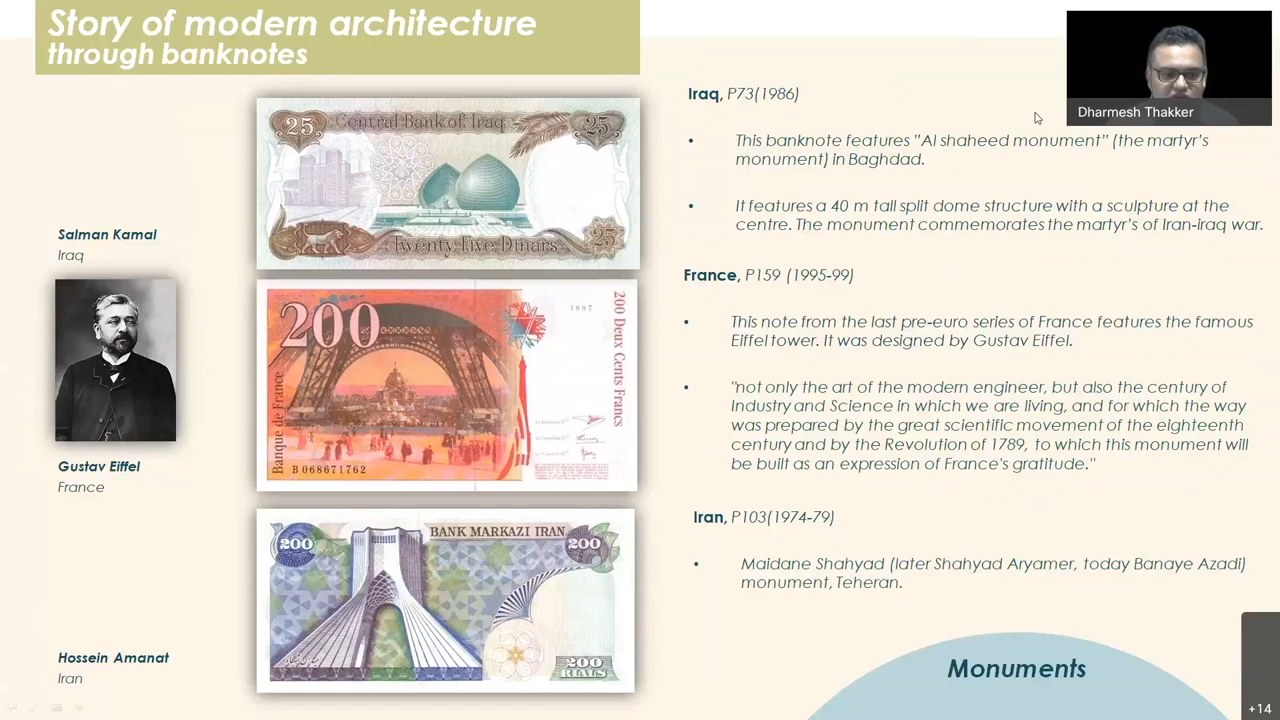 Story of modern architecture
through banknotes
Dharmesh Thakker
Iraq, P73(1986)
• This banknote features "Al shaheed monument" (the martyr's
monument) in Baghdad.
• It features a 40 m tall split dome structure with a sculpture at the
centre. The monument commemorates the martyr's of Iran-iraq war.
Salman Kamal
Iraq
25
Central Bank of Iraq
25
Twenty Five Dinars
25
France, P159 (1995-99)
• This note from the last pre-euro series of France features the famous
Eiffel tower. It was designed by Gustav Eiffel.
• "not only the art of the modern engineer, but also the century of
Industry and Science in which we are living, and for which the way
was prepared by the great scientific movement of the eighteenth
century and by the Revolution of 1789, to which this monument will
be built as an expression of France's gratitude."
Gustav Eiffel
France
200
1997
200 Deux Cents Francs
Banque de France
B 068671762
Iran, P103(1974-79)
• Maidane Shahyad (later Shahyad Aryamer, today Banaye Azadi)
monument, Teheran.
Hossein Amanat
Iran
200
BANK MARKAZI IRAN
200
200
RIALS
Monuments
+14